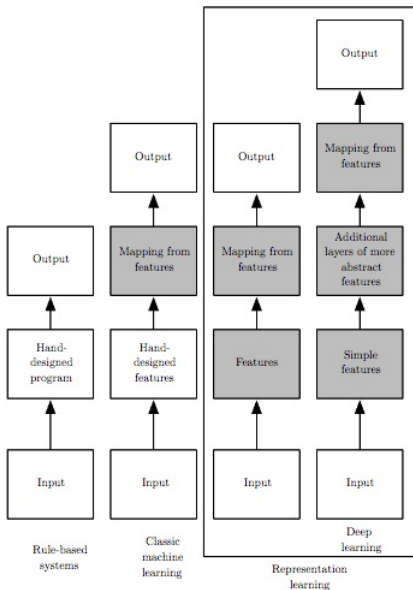 Output
Output
Output
Mapping from
features
Output
Mapping from
features
Mapping from
features
Additional
layers of more
abstract
features
Hand-
designed
program
Hand-
designed
features
Features
Simple
features
Input
Input
Input
Input
Rule-based
systems
Classic
machine
learning
Deep
learning
Representation
learning